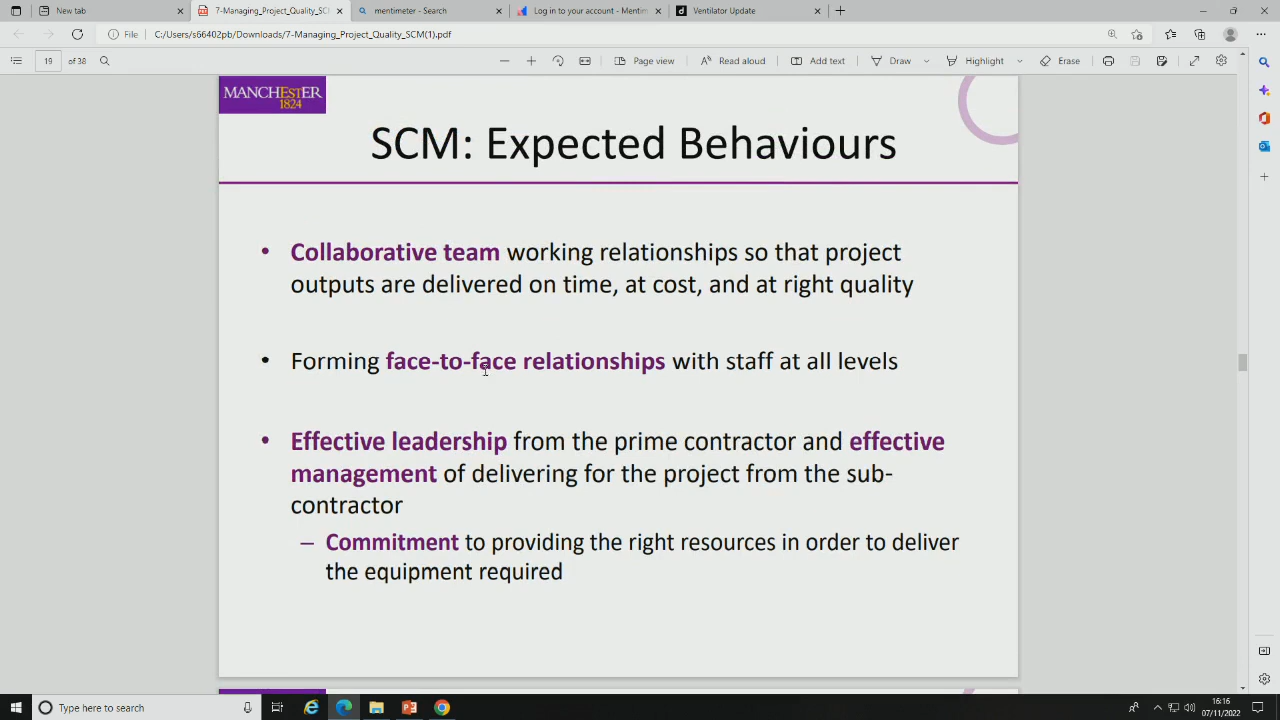 New tab
7-Managing_Project_Quality_SC
mentimeter - Search
Log in to your account - Mentim
Ventilator Update
File
C:/Users/s66402pb/Downloads/7-Managing_Project_Quality_SCM(1).pdf
19 of 38
Page view
Read aloud
Add text
Draw
Highlight
Erase
MANCHESTER
1824
SCM: Expected Behaviours
• Collaborative team working relationships so that project
outputs are delivered on time, at cost, and at right quality
• Forming face-to-face relationships with staff at all levels
• Effective leadership from the prime contractor and effective
management of delivering for the project from the sub-
contractor
– Commitment to providing the right resources in order to deliver
the equipment required
Type here to search
16:16
07/11/2022